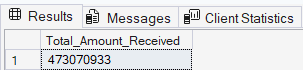 Results Messages Client Statistics
Total_Amount_Received
1 473070933